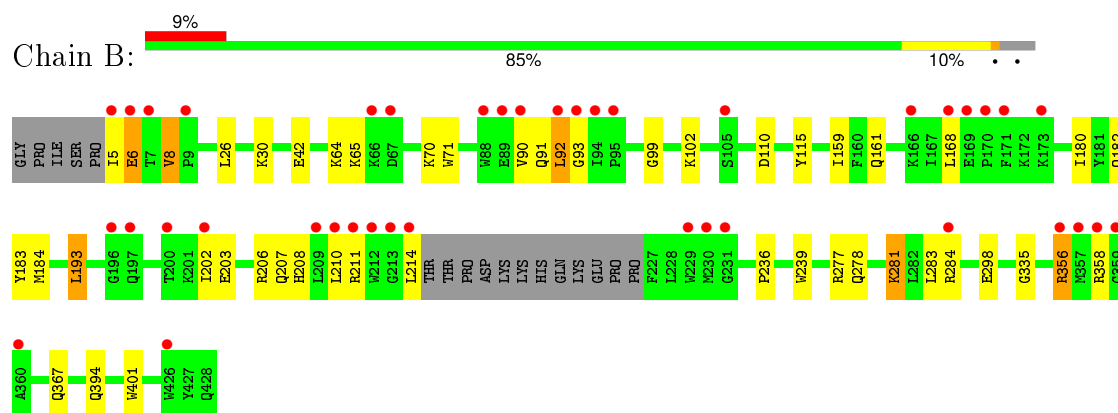 9%
Chain B:
85% 10% • •
GLY PRO ILE SER PRO I5 E6 T7 V8 P9 L26 K30 E42 K64 K65 K66 D67 K70 W71 W88 E89 V90 Q91 L92 G93 I94 P95 G99 K102 S105 D110 Y115 I159 F160 Q161 K166 I167 L168 E169 P170 F171 K172 K173 I180 Y181 Q182
Y183 M184 L193 G196 Q197 T200 K201 I202 E203 R206 Q207 H208 L209 L210 R211 W212 G213 L214 THR THR PRO ASP LYS LYS HIS GLN LYS GLU PRO PRO F227 L228 W229 M230 G231 P236 W239 R277 Q278 K281 L282 L283 R284 E298 G335 R356 M357 R358 G359
A360 Q367 Q394 W401 W426 Y427 Q428